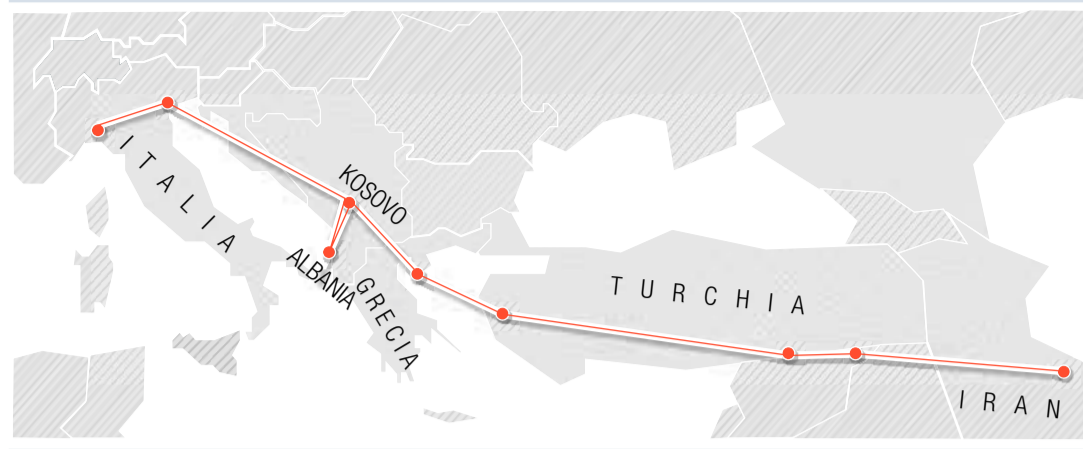 ITALIA
KOSOVO
ALBANIA
GRECIA
TURCHIA
IRAN